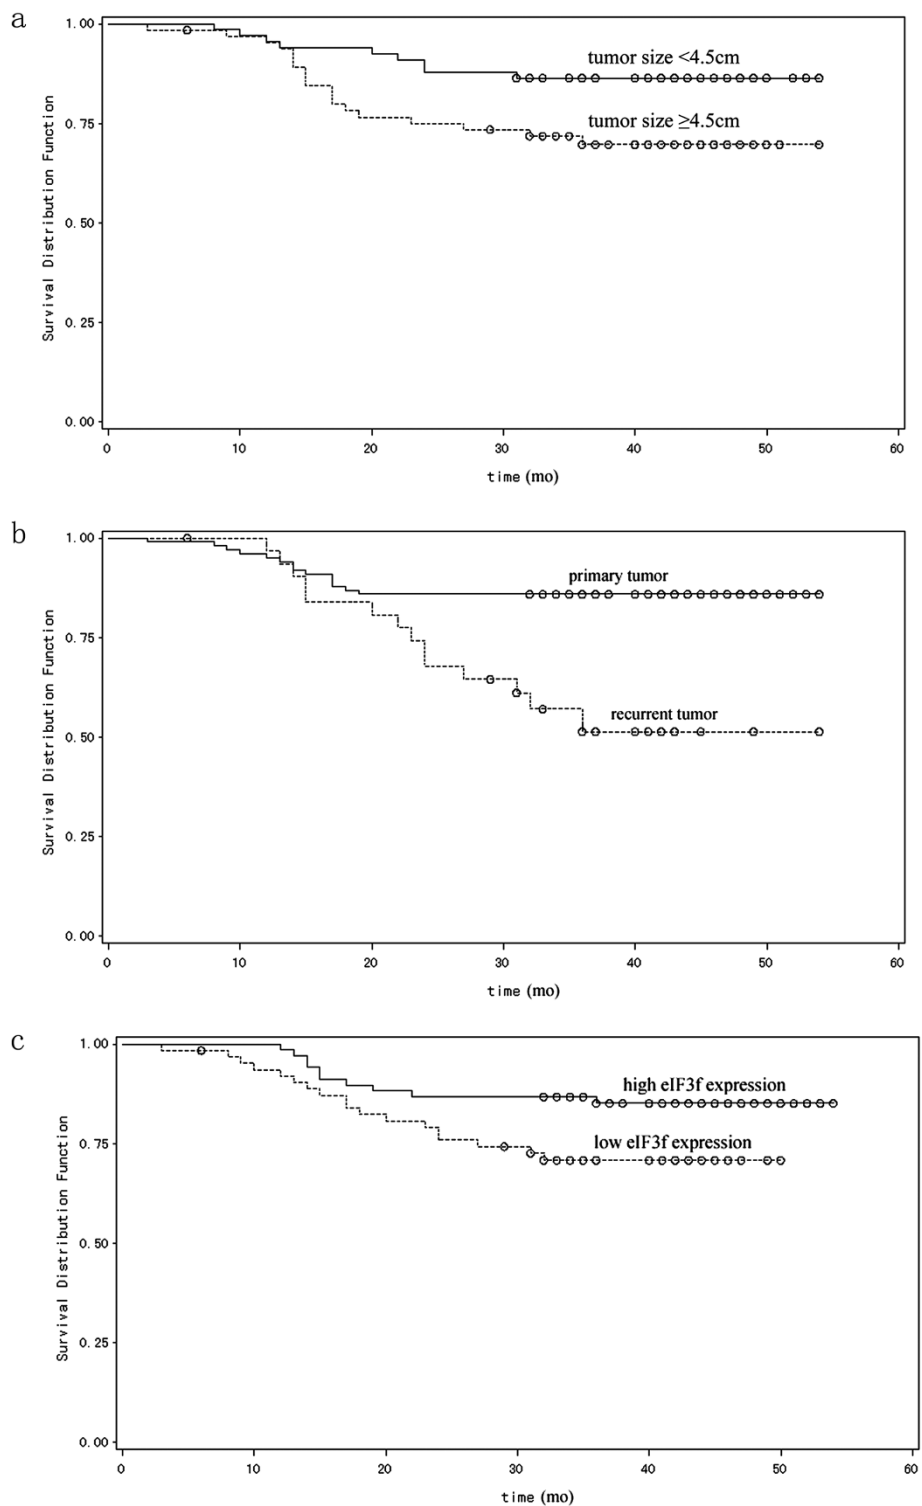 a
1.00
0.75
0.50
0.25
0.00
Survival Distribution Function
tumor size <4.5cm
tumor size ≥4.5cm
0 10 20 30 40 50 60
time (mo)
b
1.00
0.75
0.50
0.25
0.00
Survival Distribution Function
primary tumor
recurrent tumor
0 10 20 30 40 50 60
time (mo)
c
1.00
0.75
0.50
0.25
0.00
Survival Distribution Function
high eIF3f expression
low eIF3f expression
0 10 20 30 40 50 60
time (mo)